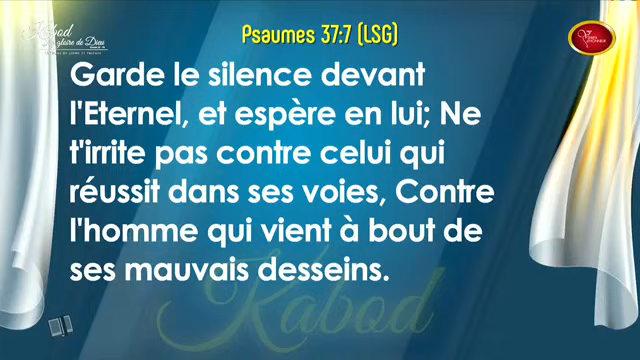 Kabod
gloire de Dieu
Psaumes 37:7 (LSG)
Garde le silence devant
l'Eternel, et espère en lui; Ne
t'irrite pas contre celui qui
réussit dans ses voies, Contre
l'homme qui vient à bout de
ses mauvais desseins.
Kabod